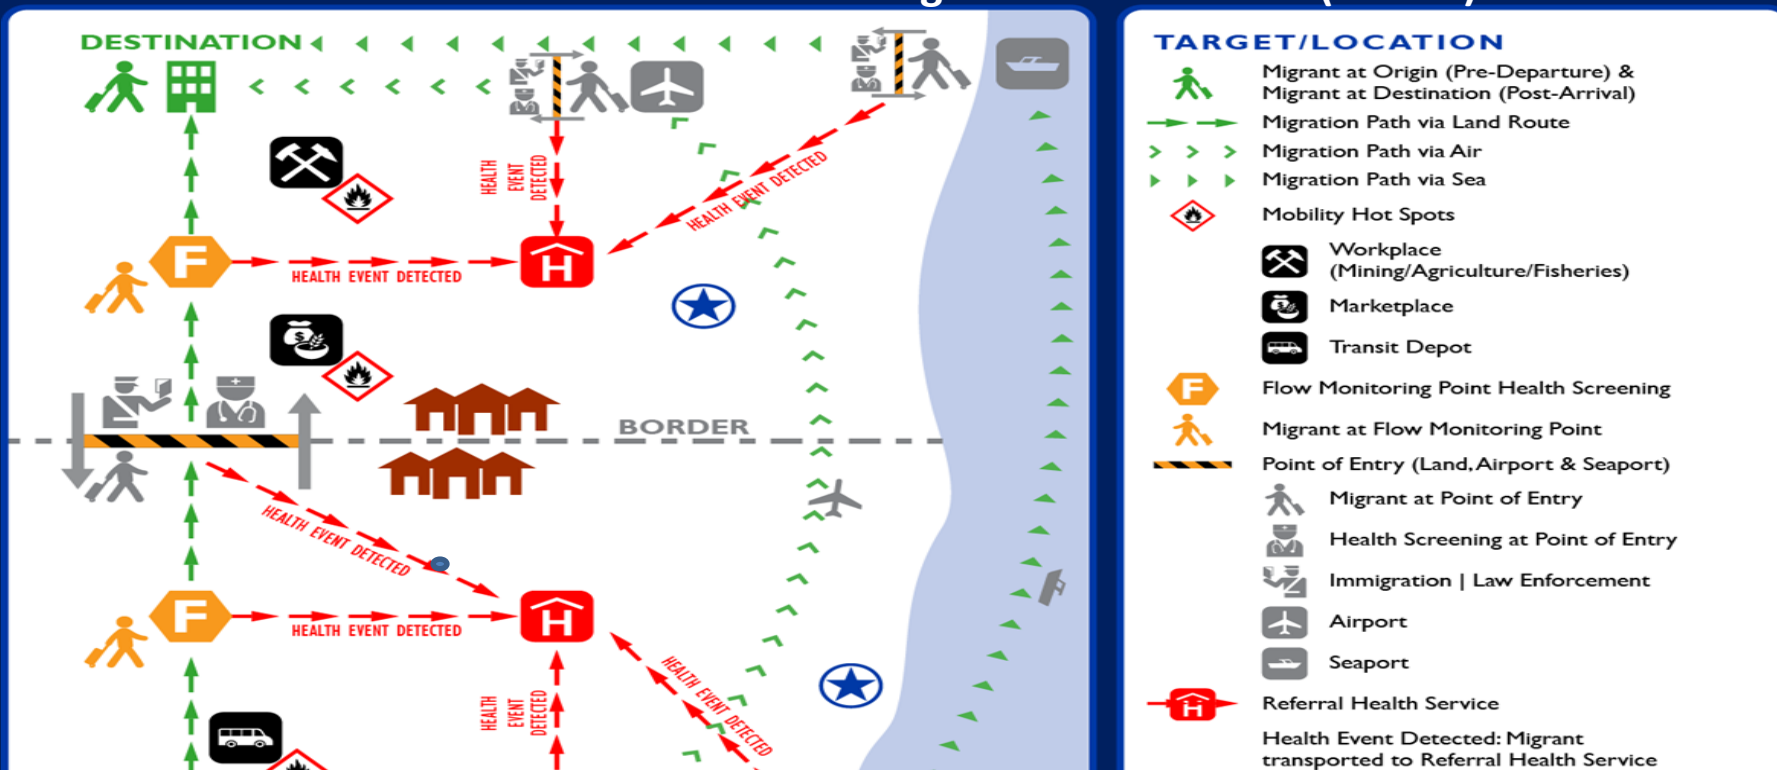 DESTINATION
HEALTH
EVENT
DETECTED
HEALTH EVENT DETECTED
F
HEALTH EVENT DETECTED
H
$
BORDER
HEALTH EVENT DETECTED
F
HEALTH EVENT DETECTED
H
HEALTH
EVENT
DETECTED
HEALTH EVENT DETECTED
TARGET/LOCATION
Migrant at Origin (Pre-Departure) &
Migrant at Destination (Post-Arrival)
Migration Path via Land Route
Migration Path via Air
Migration Path via Sea
Mobility Hot Spots
Workplace
(Mining/Agriculture/Fisheries)
Marketplace
Transit Depot
F Flow Monitoring Point Health Screening
Migrant at Flow Monitoring Point
Point of Entry (Land, Airport & Seaport)
Migrant at Point of Entry
Health Screening at Point of Entry
Immigration | Law Enforcement
Airport
Seaport
H Referral Health Service
Health Event Detected: Migrant
transported to Referral Health Service